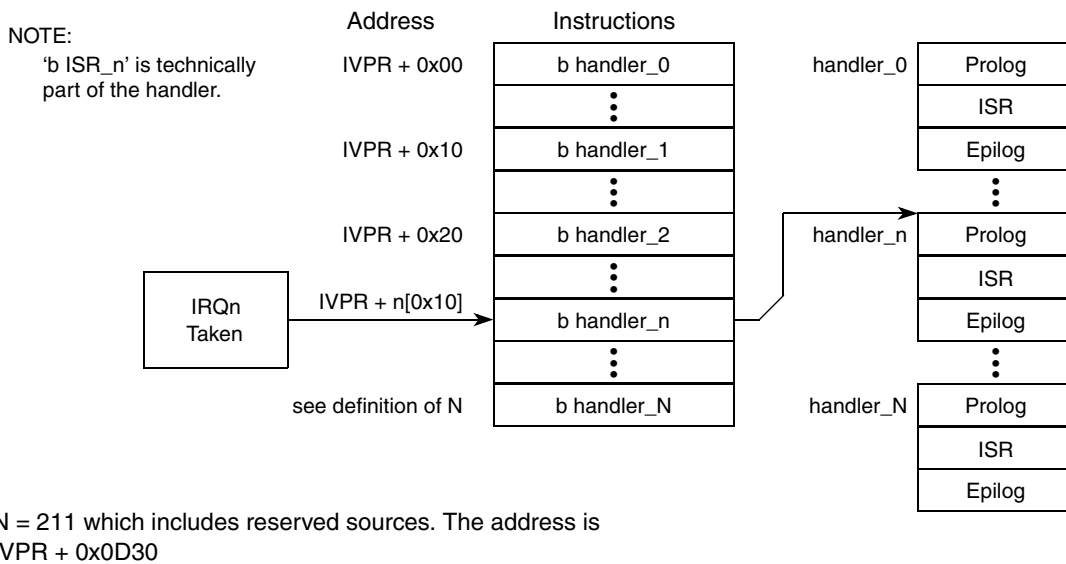 Address Instructions
NOTE:
‘b ISR_n’ is technically
part of the handler.
IVPR + 0x00 b handler_0 handler_0 Prolog
ISR
IVPR + 0x10 b handler_1 Epilog
IVPR + 0x20 b handler_2 handler_n Prolog
ISR
IRQn
Taken
IVPR + n[0x10] b handler_n Epilog
see definition of N b handler_N handler_N Prolog
ISR
Epilog
N = 211 which includes reserved sources. The address is
VPR + 0x0D30